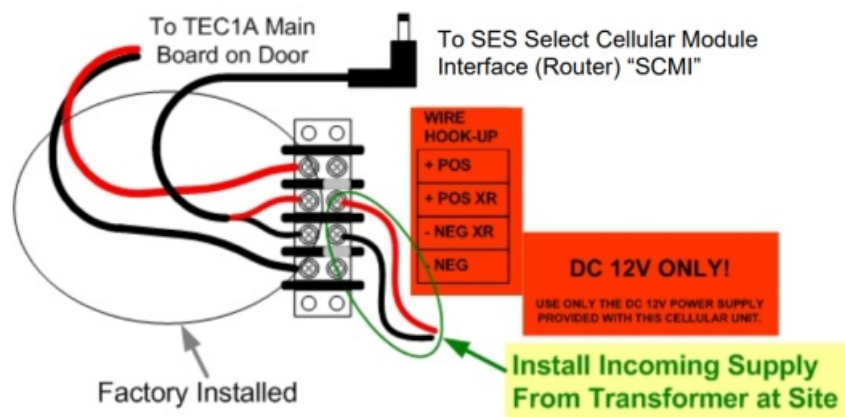 To TEC1A Main
Board on Door
To SES Select Cellular Module
Interface (Router) “SCMI”
WIRE
HOOK-UP
+ POS
+ POS XR
- NEG XR
- NEG
DC 12V ONLY!
USE ONLY THE DC 12V POWER SUPPLY
PROVIDED WITH THIS CELLULAR UNIT.
Install Incoming Supply
From Transformer at Site
Factory Installed